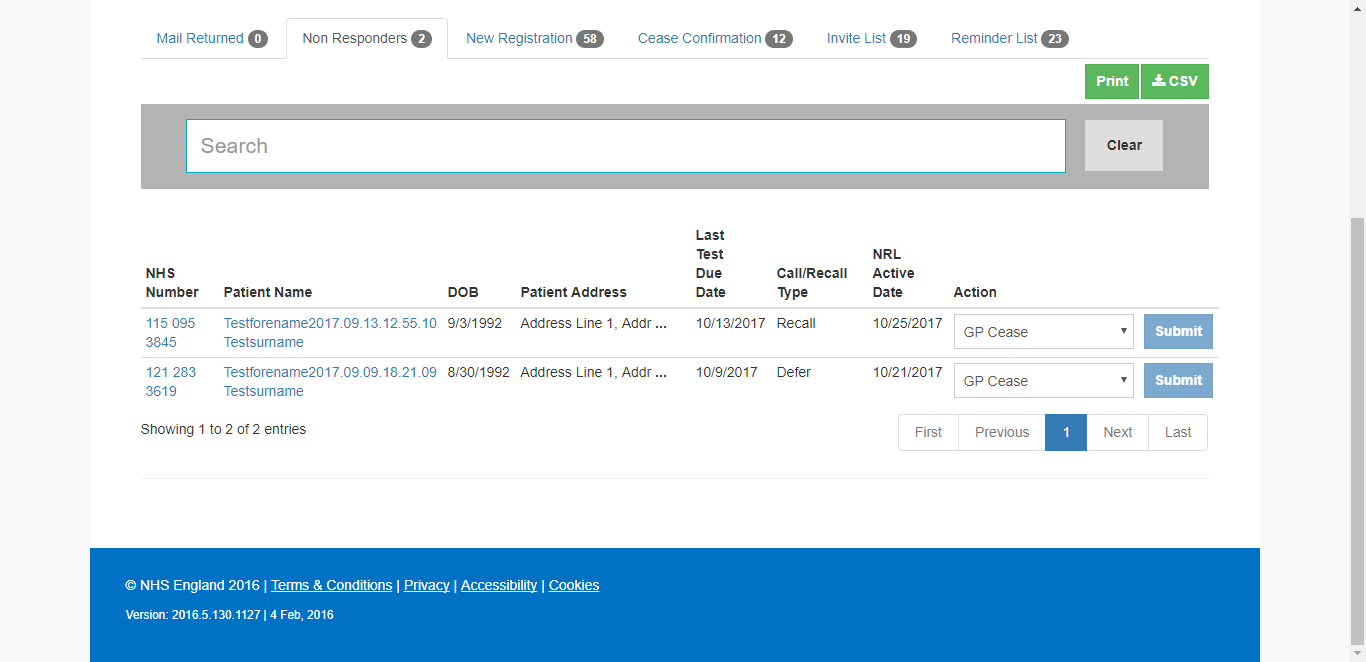 Mail Returned 0 Non Responders 2 New Registration 58 Cease Confirmation 12 Invite List 19 Reminder List 23
Print CSV
Search Clear
NHS Number Patient Name DOB Patient Address Last Test Due Date Call/Recall Type NRL Active Date Action
115 095 3845 Testforename2017.09.13.12.55.10 Testsurname 9/3/1992 Address Line 1, Addr ... 10/13/2017 Recall 10/25/2017 GP Cease Submit
121 283 3619 Testforename2017.09.09.18.21.09 Testsurname 8/30/1992 Address Line 1, Addr ... 10/9/2017 Defer 10/21/2017 GP Cease Submit
Showing 1 to 2 of 2 entries First Previous 1 Next Last
© NHS England 2016 | Terms & Conditions | Privacy | Accessibility | Cookies
Version: 2016.5.130.1127 | 4 Feb, 2016